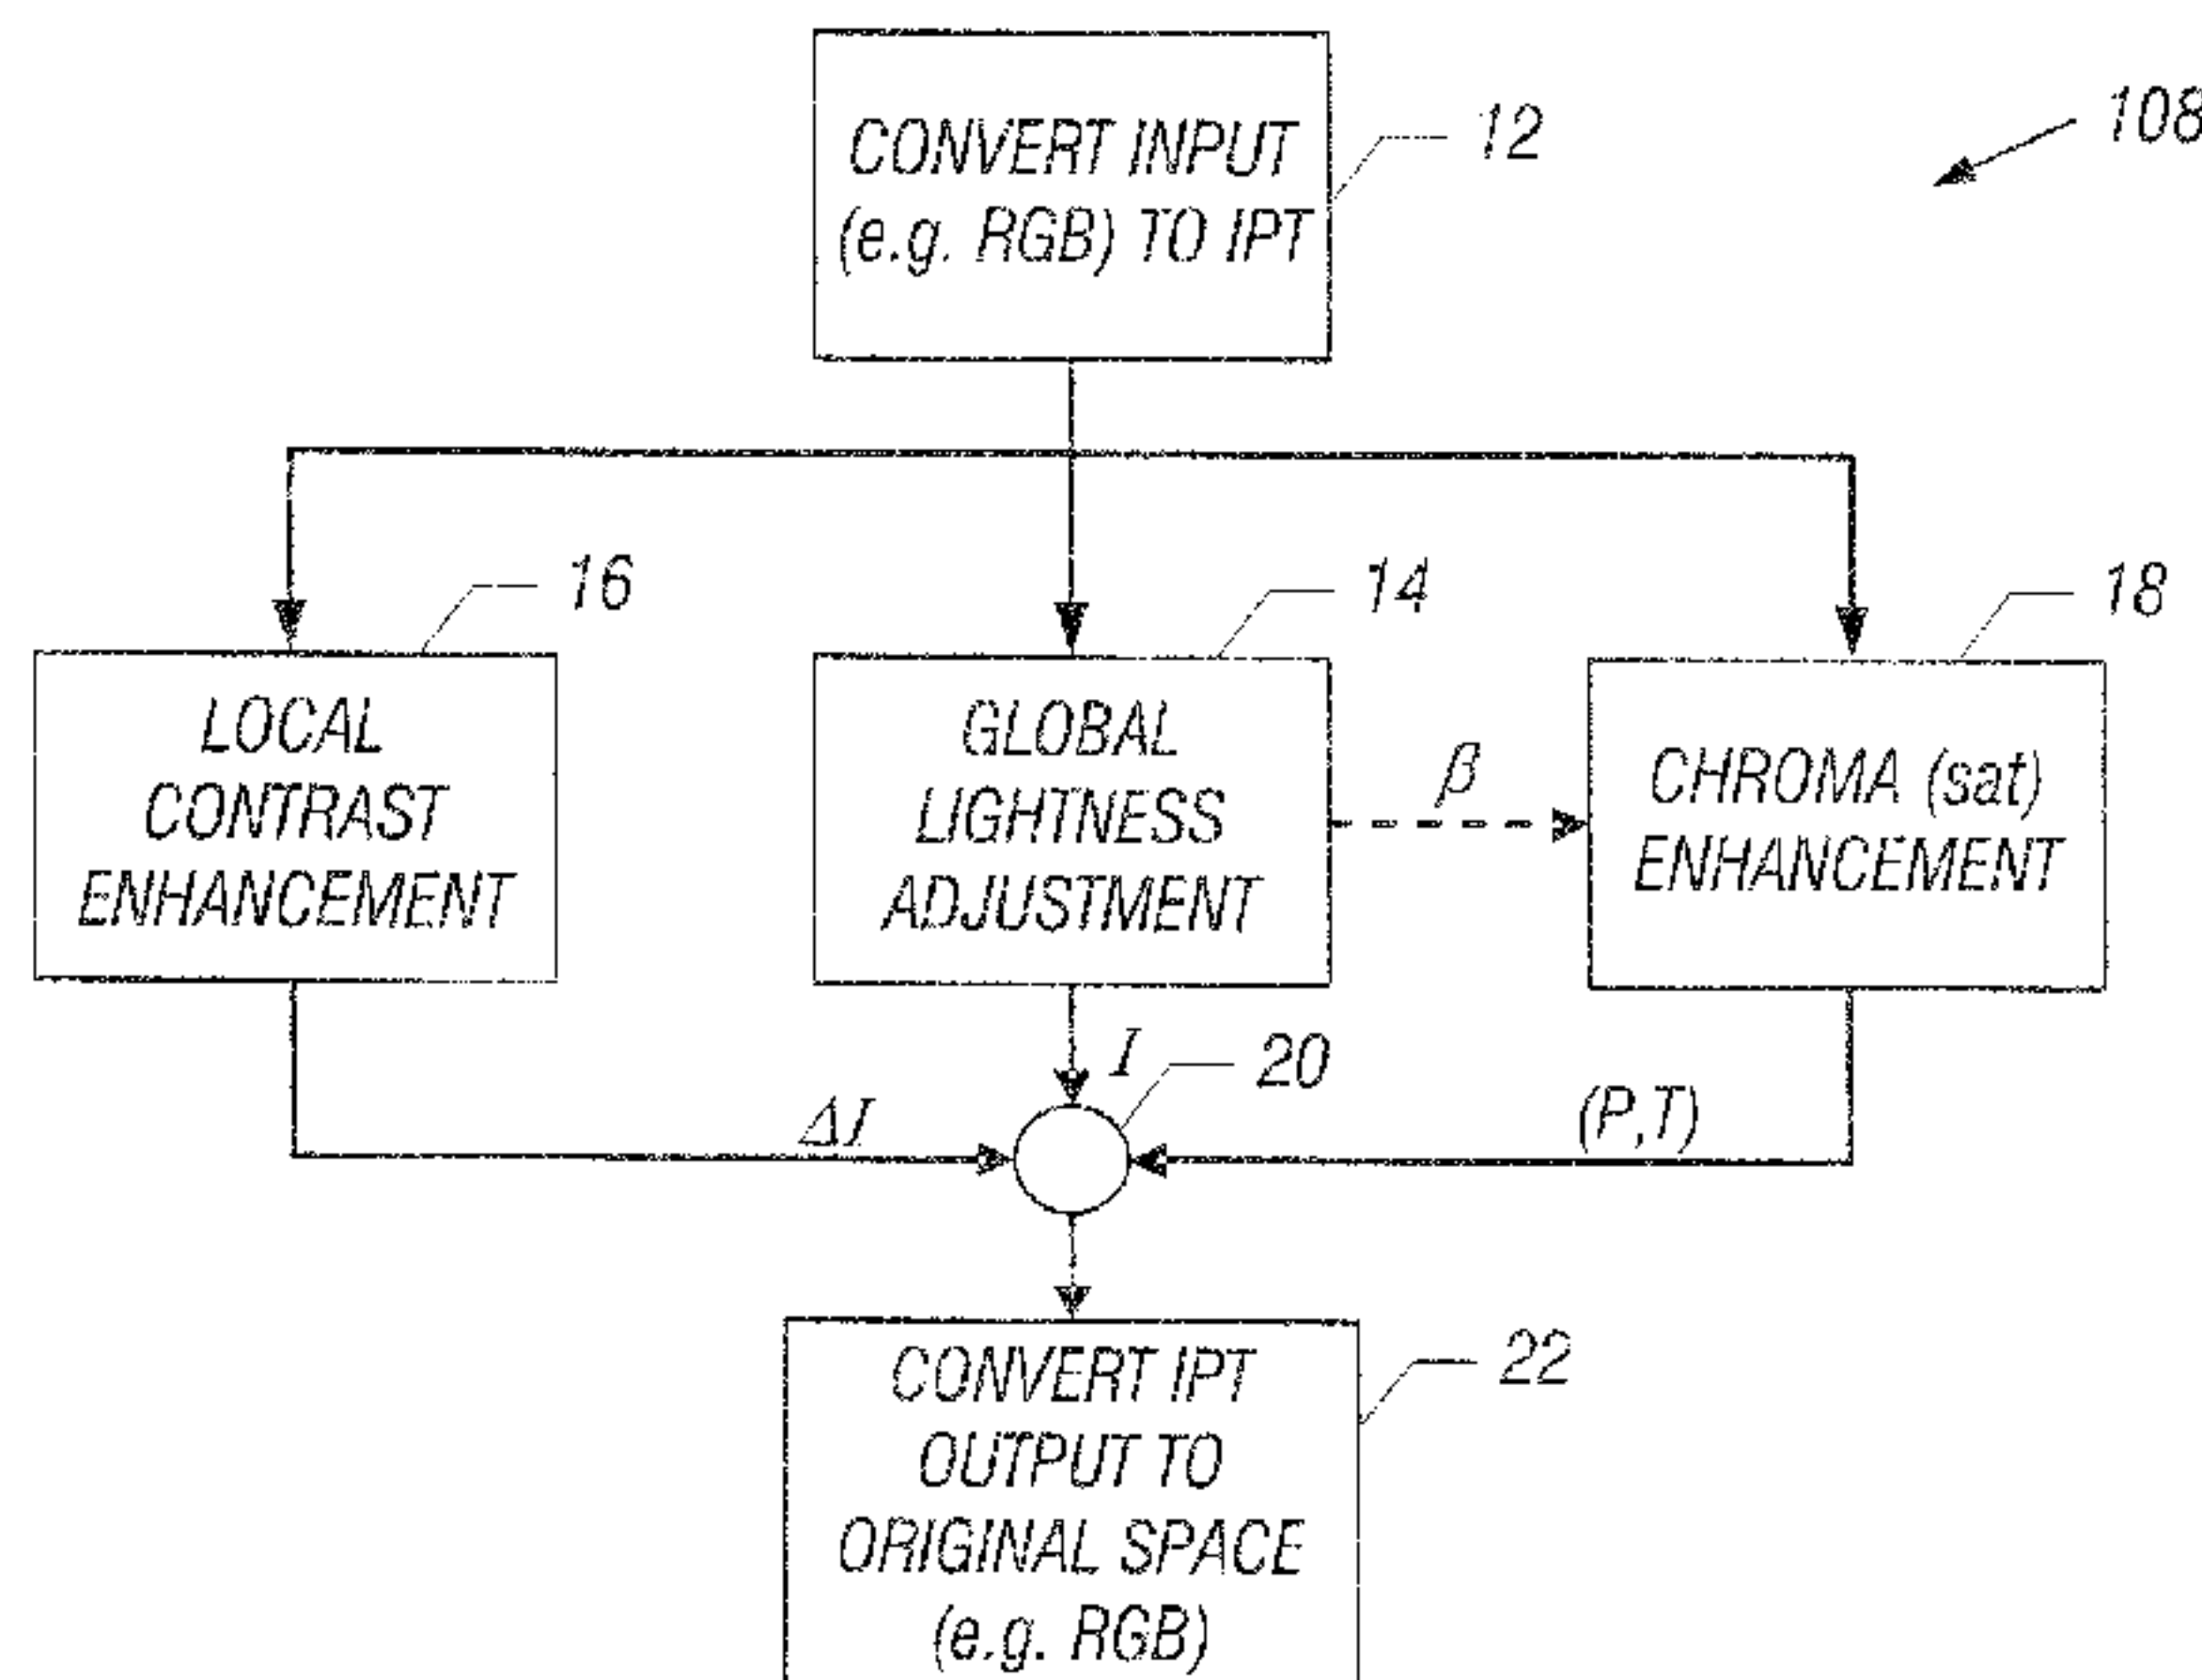 CONVERT INPUT
(e.g. RGB) TO IPT
12
108
16
14
18
LOCAL
CONTRAST
ENHANCEMENT
GLOBAL
LIGHTNESS
ADJUSTMENT
β
CHROMA (sat)
ENHANCEMENT
I
20
ΔI
(P,T)
CONVERT IPT
OUTPUT TO
ORIGINAL SPACE
(e.g. RGB)
22